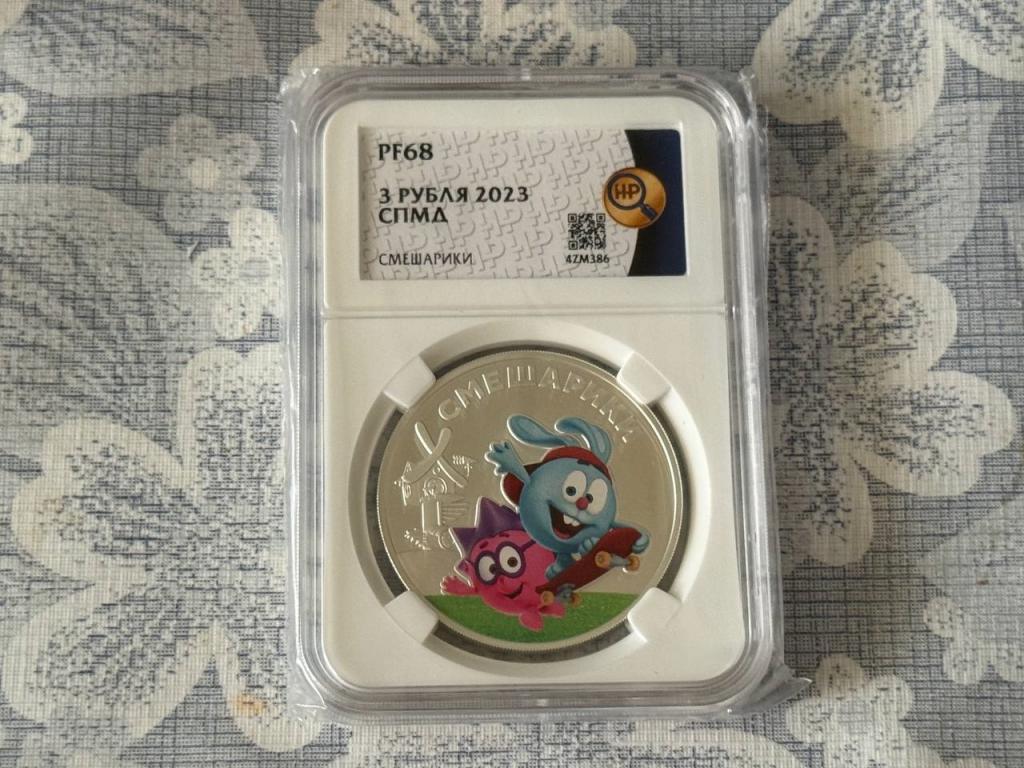 PF68
3 РУБЛЯ 2023
СПМД
СМЕШАРИКИ
4ZM386
НР
СМЕШАРИКИ